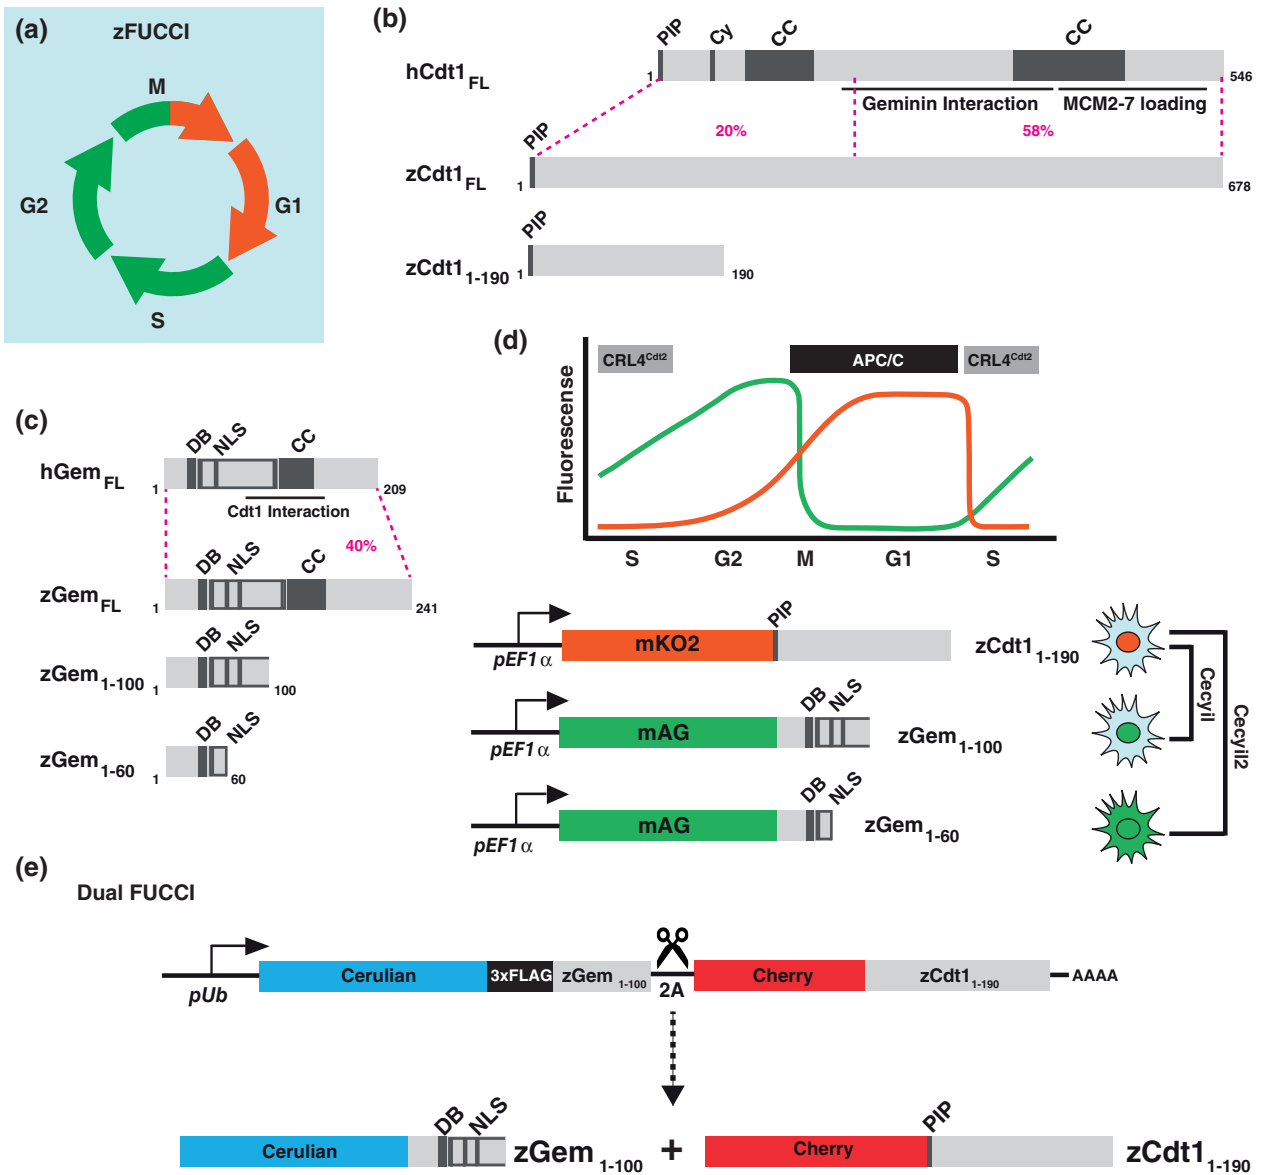 (a)
zFUCCI
M
G1
S
G2
(b)
PIP
Cy
CC
CC
hCdt1FL
1
546
Geminin Interaction
MCM2-7 loading
20%
58%
PIP
zCdt1FL
1
678
PIP
zCdt11-190
1
190
(c)
DB
NLS
CC
hGemFL
1
209
Cdt1 Interaction
40%
DB
NLS
CC
zGemFL
1
241
DB
NLS
zGem1-100
1
100
DB
NLS
zGem1-60
1
60
(d)
Fluorescense
CRL4Cdt2
APC/C
CRL4Cdt2
S
G2
M
G1
S
pEF1α
mKO2
PIP
zCdt11-190
pEF1α
mAG
DB
NLS
zGem1-100
pEF1α
mAG
DB
NLS
zGem1-60
Cecyil
Cecyil2
(e)
Dual FUCCI
pUb
Cerulian
3xFLAG
zGem 1-100
2A
Cherry
zCdt11-190
AAAA
Cerulian
DB
NLS
zGem 1-100
+
Cherry
PIP
zCdt11-190